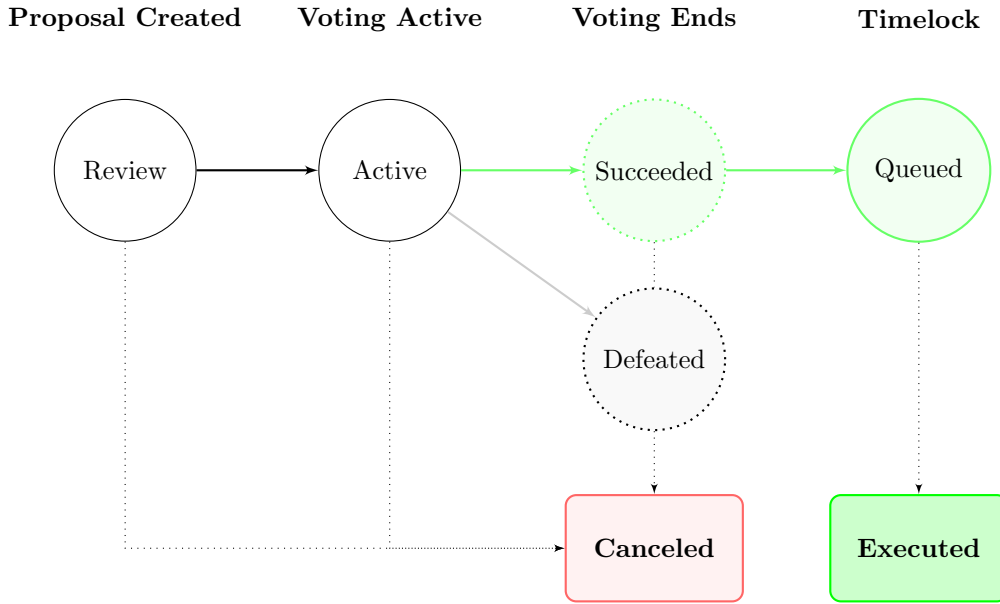 Proposal Created
Voting Active
Voting Ends
Timelock
Review
Active
Succeeded
Queued
Defeated
Canceled
Executed